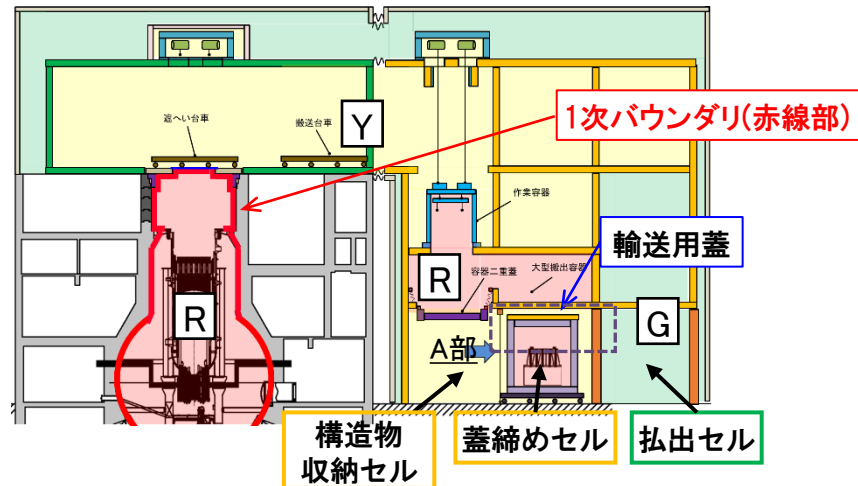 遮へい台車
搬送台車
Y
1次バウンダリ(赤線部)
作業容器
輸送用蓋
R
R
容器二重蓋
大型搬出容器
G
A部
構造物
収納セル
蓋締めセル
払出セル